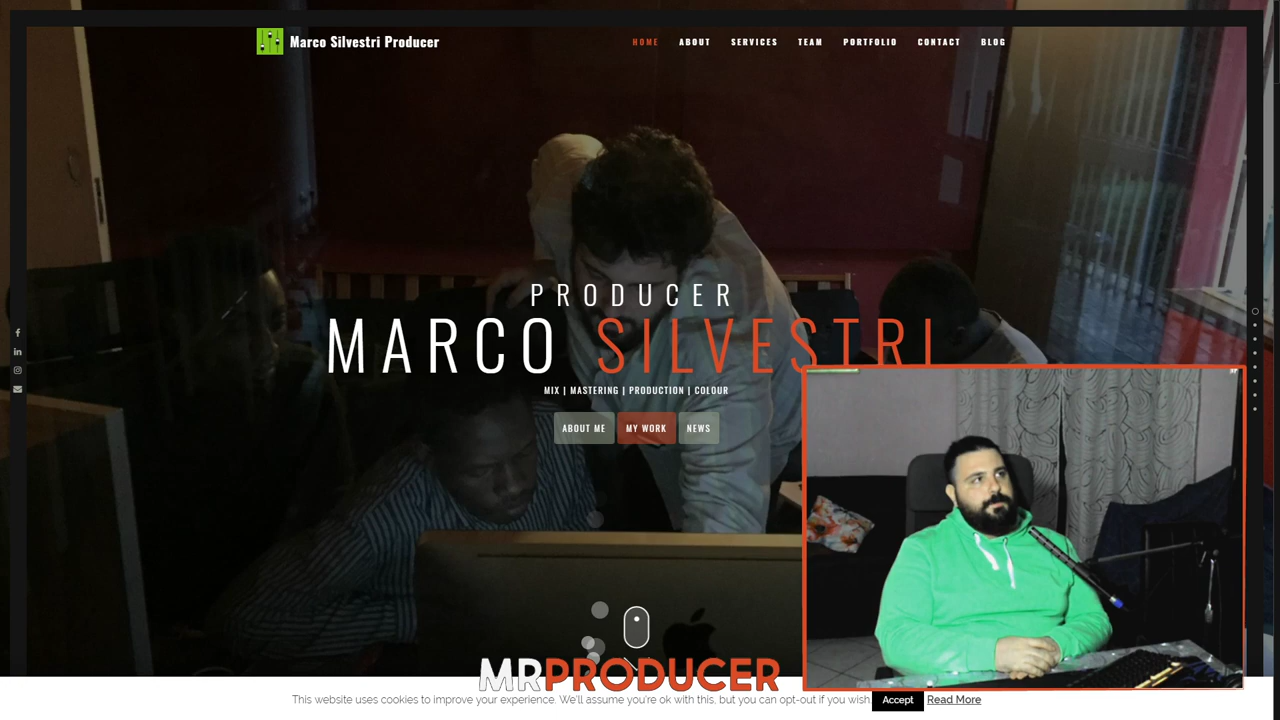 Marco Silvestri Producer
HOME ABOUT SERVICES TEAM PORTFOLIO CONTACT BLOG
PRODUCER
MARCO SILVESTRI
MIX | MASTERING | PRODUCTION | COLOUR
ABOUT ME MY WORK NEWS
MRPRODUCER
This website uses cookies to improve your experience. We'll assume you're ok with this, but you can opt-out if you wish. Accept Read More